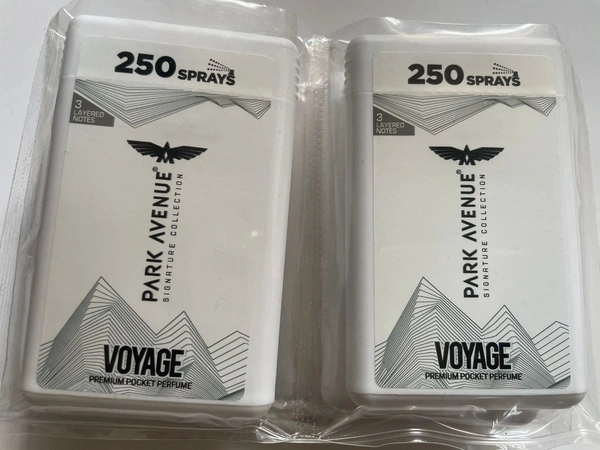 250 SPRAYS
3
LAYERED
NOTES
PARK AVENUE®
SIGNATURE COLLECTION
VOYAGE
PREMIUM POCKET PERFUME
250 SPRAYS
3
LAYERED
NOTES
PARK AVENUE®
SIGNATURE COLLECTION
VOYAGE
PREMIUM POCKET PERFUME